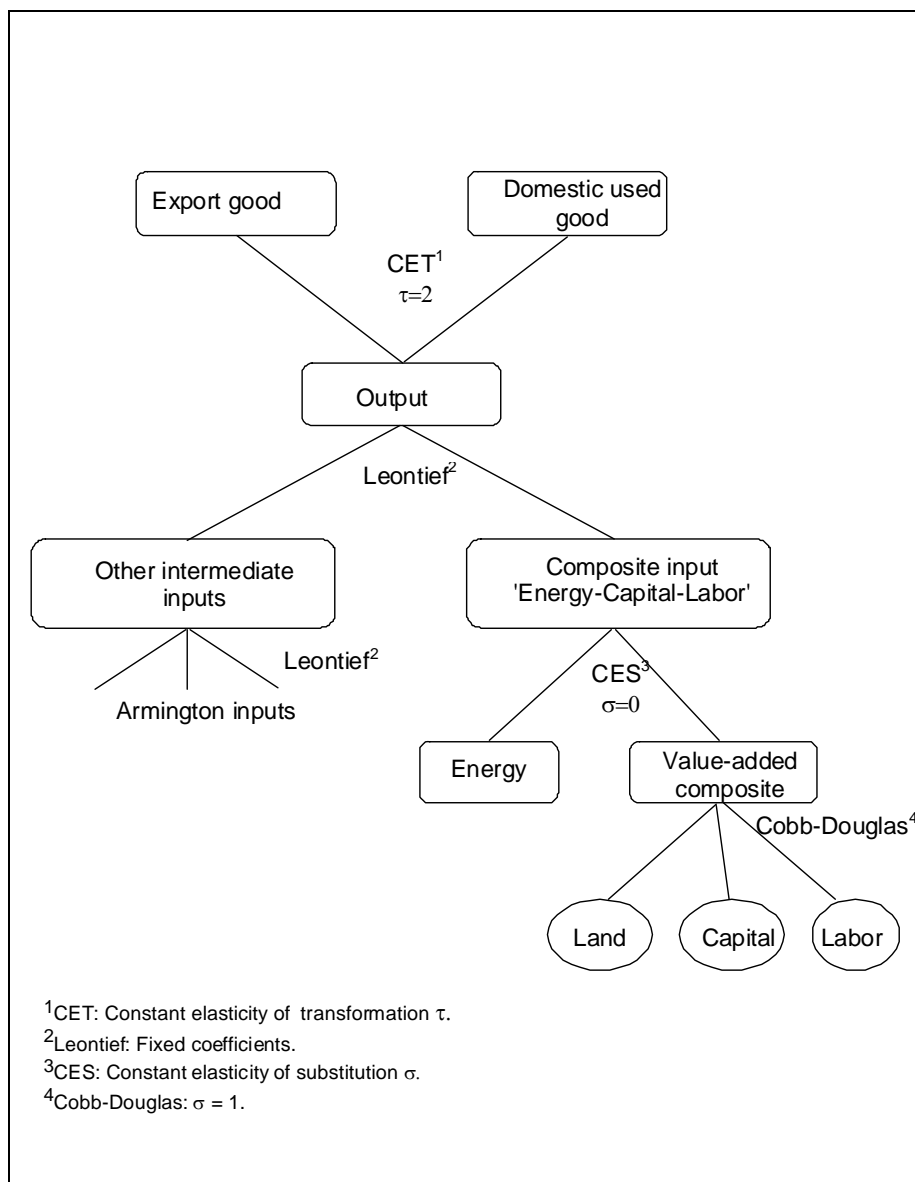 Export good
Domestic used
good
CET¹
τ=2
Output
Leontief²
Other intermediate
inputs
Composite input
'Energy-Capital-Labor'
Leontief²
Armington inputs
CES³
σ=0
Energy
Value-added
composite
Cobb-Douglas⁴
Land
Capital
Labor
¹CET: Constant elasticity of transformation τ.
²Leontief: Fixed coefficients.
³CES: Constant elasticity of substitution σ.
⁴Cobb-Douglas: σ = 1.